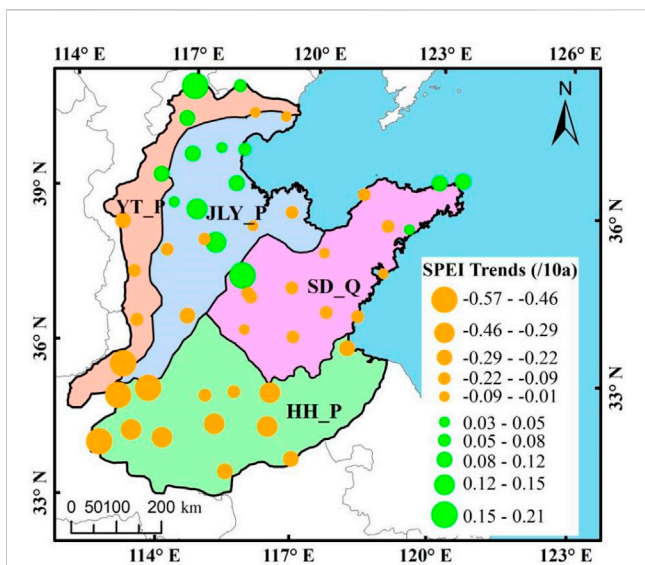 114° E 117° E 120° E 123° E 126° E
N
39° N
YT_P
JLY_P
36° N
SD_Q
SPEI Trends (/10a)
-0.57 - -0.46
-0.46 - -0.29
-0.29 - -0.22
-0.22 - -0.09
-0.09 - -0.01
0.03 - 0.05
0.05 - 0.08
0.08 - 0.12
0.12 - 0.15
0.15 - 0.21
36° N
33° N
HH_P
33° N
0 50100 200 km
114° E 117° E 120° E 123° E